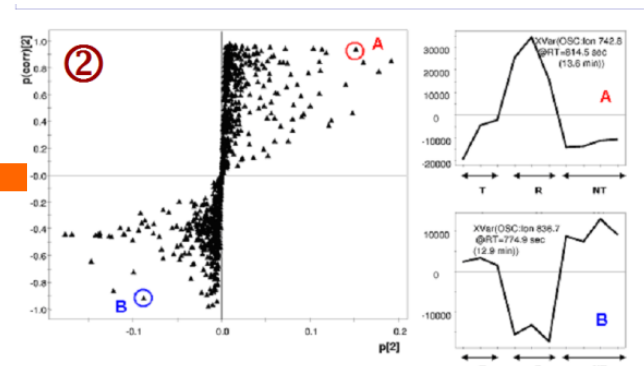 ②
p(corr)[2]
1.0
0.8
0.6
0.4
0.2
-0.0
-0.2
-0.4
-0.6
-0.8
-1.0
A
B
-0.1 0.0 0.1 0.2
p[2]
30000
20000
10000
0
-10000
-20000
XVar(OSC:Ion 742.8
@RT=814.5 sec
(13.6 min))
A
T R NT
10000
0
-10000
XVar(OSC:Ion 836.7
@RT=774.9 sec
(12.9 min))
B